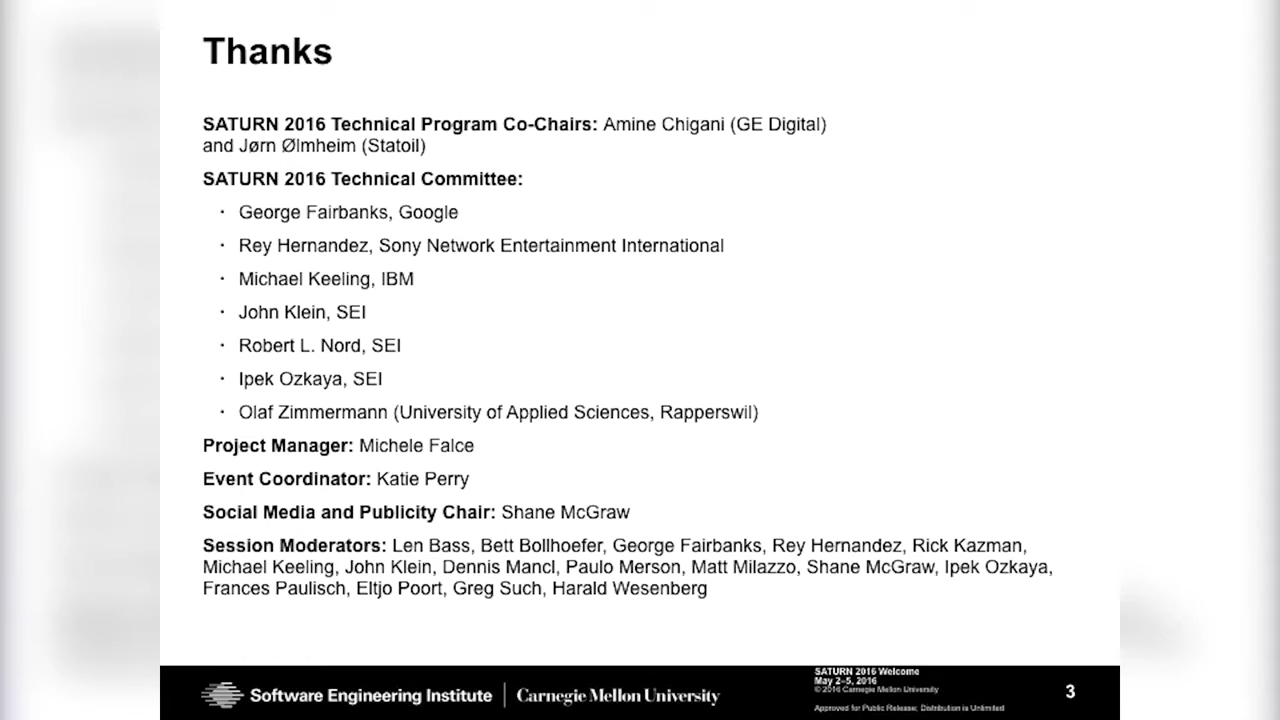 Thanks
SATURN 2016 Technical Program Co-Chairs: Amine Chigani (GE Digital)
and Jørn Ølmheim (Statoil)
SATURN 2016 Technical Committee:
· George Fairbanks, Google
· Rey Hernandez, Sony Network Entertainment International
· Michael Keeling, IBM
· John Klein, SEI
· Robert L. Nord, SEI
· Ipek Ozkaya, SEI
· Olaf Zimmermann (University of Applied Sciences, Rapperswil)
Project Manager: Michele Falce
Event Coordinator: Katie Perry
Social Media and Publicity Chair: Shane McGraw
Session Moderators: Len Bass, Bett Bollhoefer, George Fairbanks, Rey Hernandez, Rick Kazman,
Michael Keeling, John Klein, Dennis Mancl, Paulo Merson, Matt Milazzo, Shane McGraw, Ipek Ozkaya,
Frances Paulisch, Eltjo Poort, Greg Such, Harald Wesenberg
Software Engineering Institute | Carnegie Mellon University
SATURN 2016 Welcome
May 2–5, 2016
© 2016 Carnegie Mellon University
Approved for Public Release; Distribution is Unlimited
3